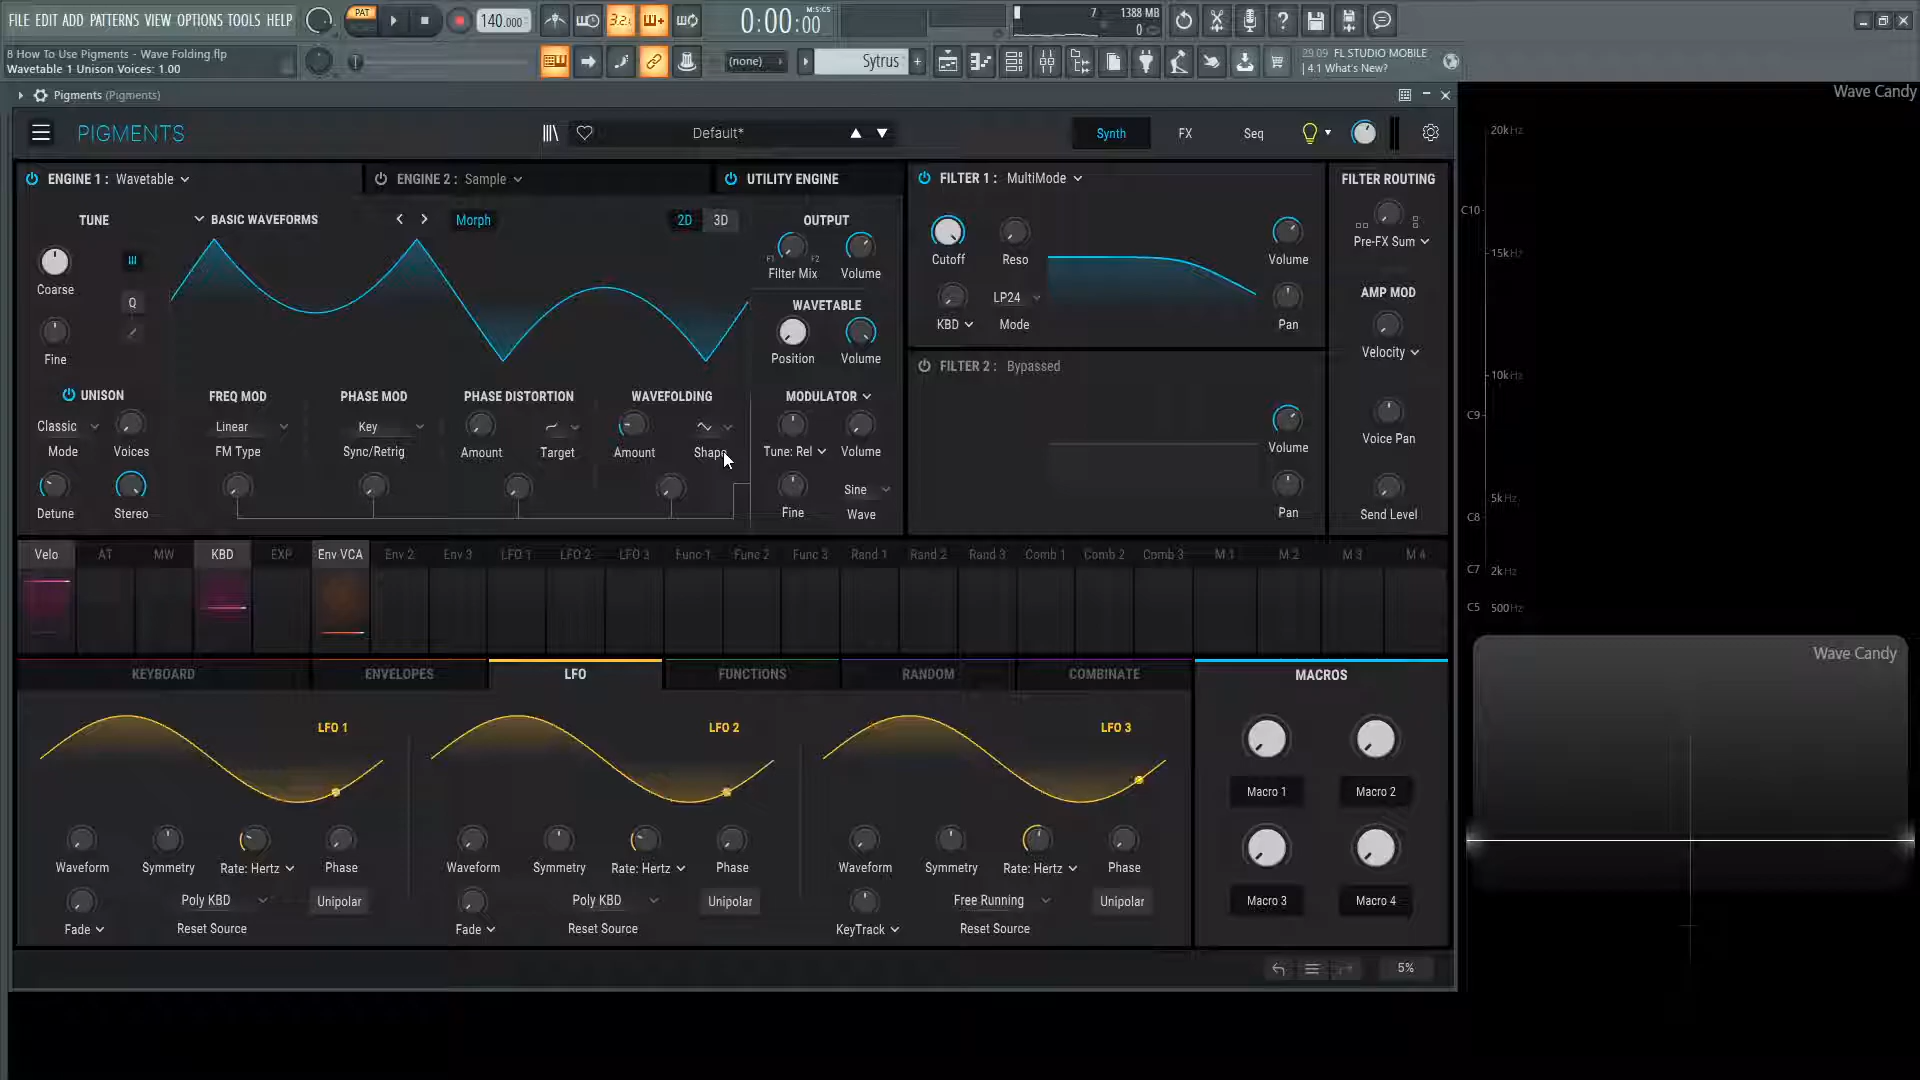 FILE EDIT ADD PATTERNS VIEW OPTIONS TOOLS HELP
PAT
140.000
3.2.
0:00:00
M:S:CS
7
1388 MB
0
8 How To Use Pigments - Wave Folding.flp
Wavetable 1 Unison Voices: 1.00
(none)
Sytrus
29.09 FL STUDIO MOBILE
| 4.1 What's New?
Pigments (Pigments)
Wave Candy
PIGMENTS
Default*
Synth
FX
Seq
ENGINE 1 : Wavetable
ENGINE 2 : Sample
UTILITY ENGINE
FILTER 1 : MultiMode
FILTER ROUTING
TUNE
BASIC WAVEFORMS
Morph
2D 3D
OUTPUT
Coarse
Q
Fine
F1 F2
Filter Mix Volume
WAVETABLE
Position Volume
Cutoff Reso
KBD
LP24
Mode
Volume
Pan
Pre-FX Sum
AMP MOD
Velocity
UNISON
Classic
Mode Voices
Detune Stereo
FREQ MOD
Linear
FM Type
PHASE MOD
Key
Sync/Retrig
PHASE DISTORTION
Amount Target
WAVEFOLDING
Amount Shape
MODULATOR
Tune: Rel Volume
Fine
Sine
Wave
FILTER 2 : Bypassed
Volume
Pan
Voice Pan
Send Level
Velo AT MW KBD EXP Env VCA Env 2 Env 3 LFO 1 LFO 2 LFO 3 Func 1 Func 2 Func 3 Rand 1 Rand 2 Rand 3 Comb 1 Comb 2 Comb 3 M 1 M 2 M 3 M 4
KEYBOARD ENVELOPES LFO FUNCTIONS RANDOM COMBINATE MACROS
LFO 1
Waveform Symmetry Rate: Hertz Phase
Fade
Poly KBD
Reset Source
Unipolar
LFO 2
Waveform Symmetry Rate: Hertz Phase
Fade
Poly KBD
Reset Source
Unipolar
LFO 3
Waveform Symmetry Rate: Hertz Phase
KeyTrack
Free Running
Reset Source
Unipolar
Macro 1 Macro 2
Macro 3 Macro 4
5%
20kHz
C10
15kHz
10kHz
C9
5kHz
C8
C7 2kHz
C5 500Hz
Wave Candy